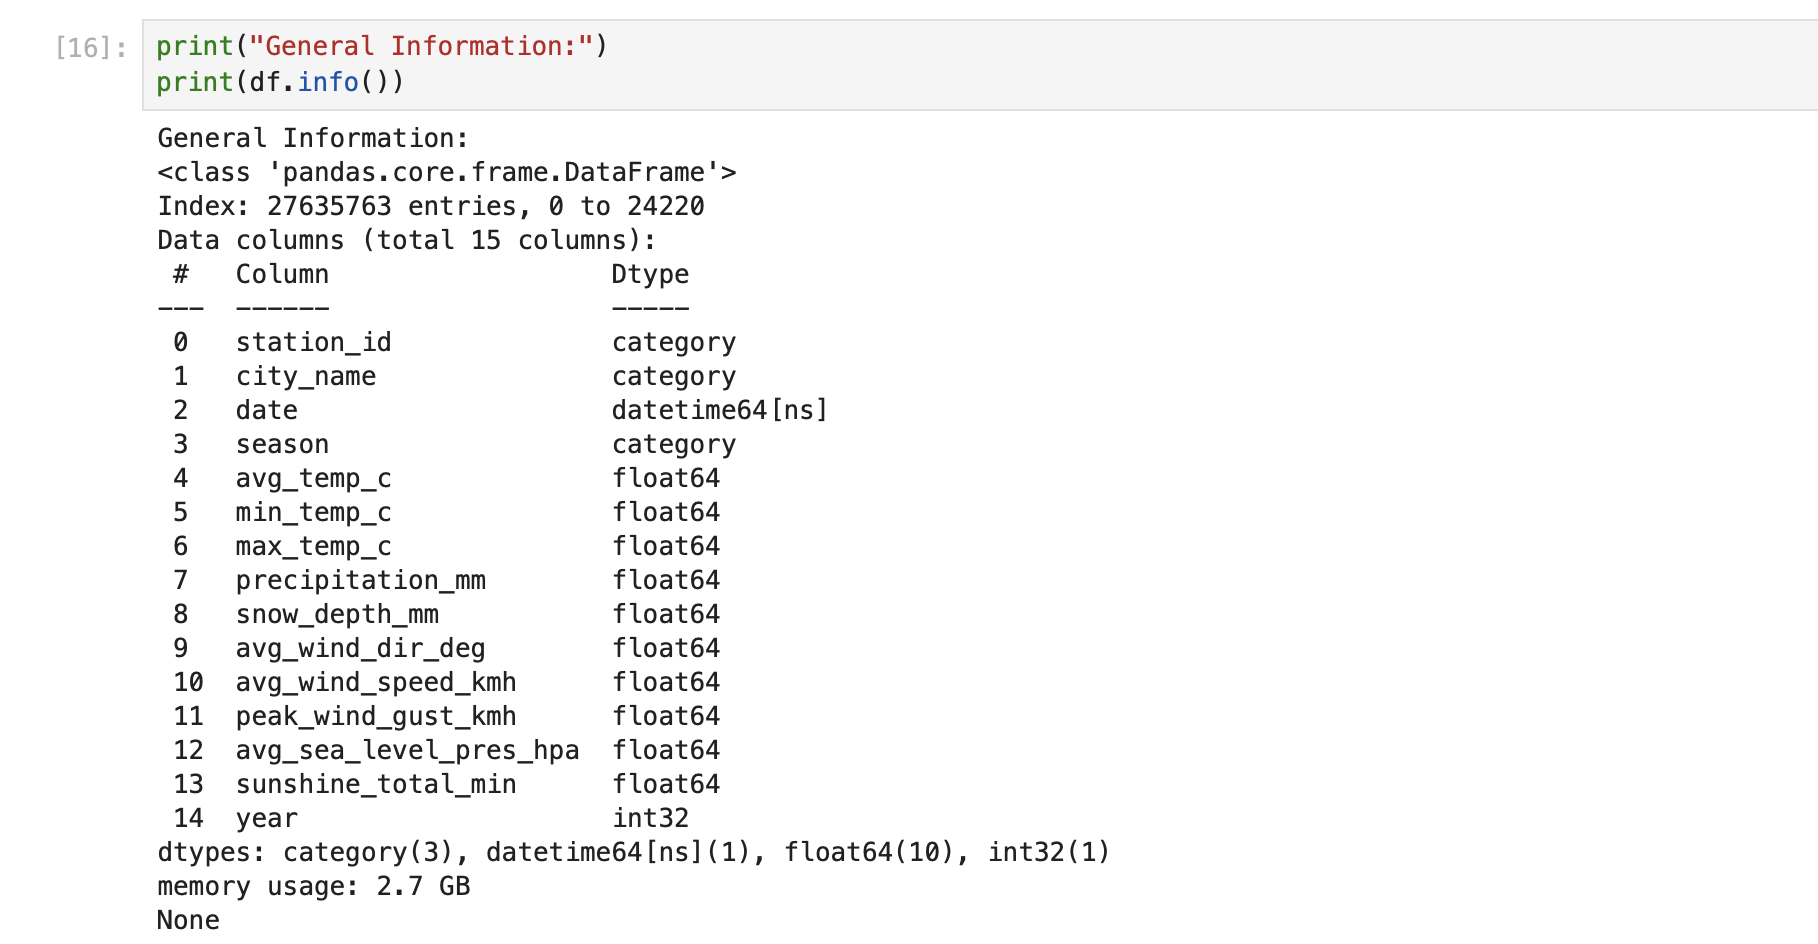 [16]: print("General Information:")
print(df.info())
General Information:
<class 'pandas.core.frame.DataFrame'>
Index: 27635763 entries, 0 to 24220
Data columns (total 15 columns):
 #   Column                  Dtype
---  ------                  -----
 0   station_id              category
 1   city_name               category
 2   date                    datetime64[ns]
 3   season                  category
 4   avg_temp_c              float64
 5   min_temp_c              float64
 6   max_temp_c              float64
 7   precipitation_mm        float64
 8   snow_depth_mm           float64
 9   avg_wind_dir_deg        float64
 10  avg_wind_speed_kmh      float64
 11  peak_wind_gust_kmh      float64
 12  avg_sea_level_pres_hpa  float64
 13  sunshine_total_min      float64
 14  year                    int32
dtypes: category(3), datetime64[ns](1), float64(10), int32(1)
memory usage: 2.7 GB
None